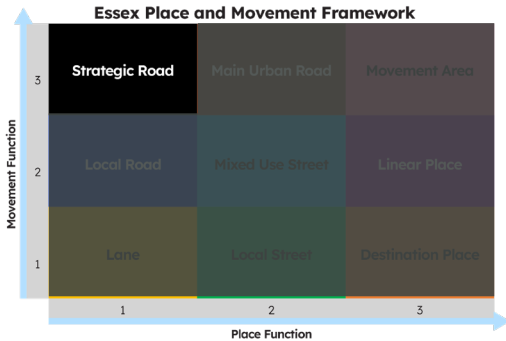 Essex Place and Movement Framework
Movement Function
3
Strategic Road
Main Urban Road
Movement Area
2
Local Road
Mixed Use Street
Linear Place
1
Lane
Local Street
Destination Place
1
2
3
Place Function